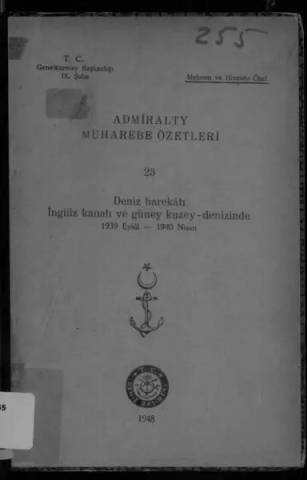 255
T. C.
Genelkurmay Başkanlığı
IX. Şube
Mahrem ve Hizmete Özel
ADMİRALTY
MUHAREBE ÖZETLERİ
23
Deniz harekâtı
İngiliz kanalı ve güney kuzey-denizinde
1939 Eylûl — 1940 Nisan
1948